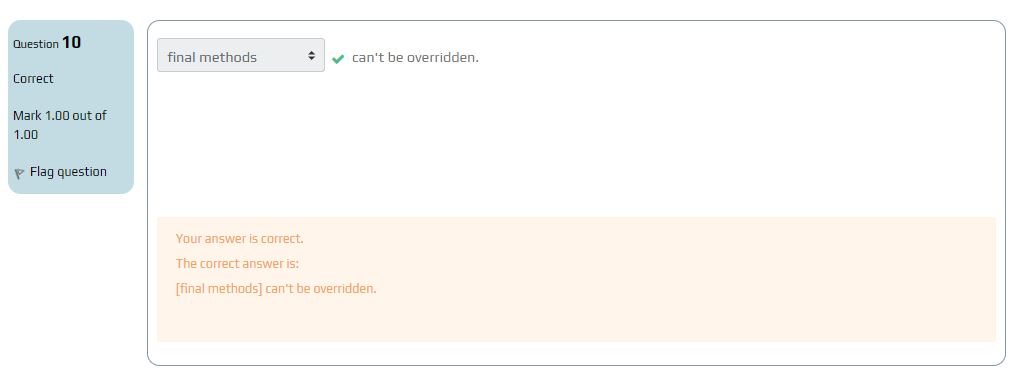 Question 10
Correct
Mark 1.00 out of
1.00
Flag question
final methods can't be overridden.
Your answer is correct.
The correct answer is:
[final methods] can't be overridden.